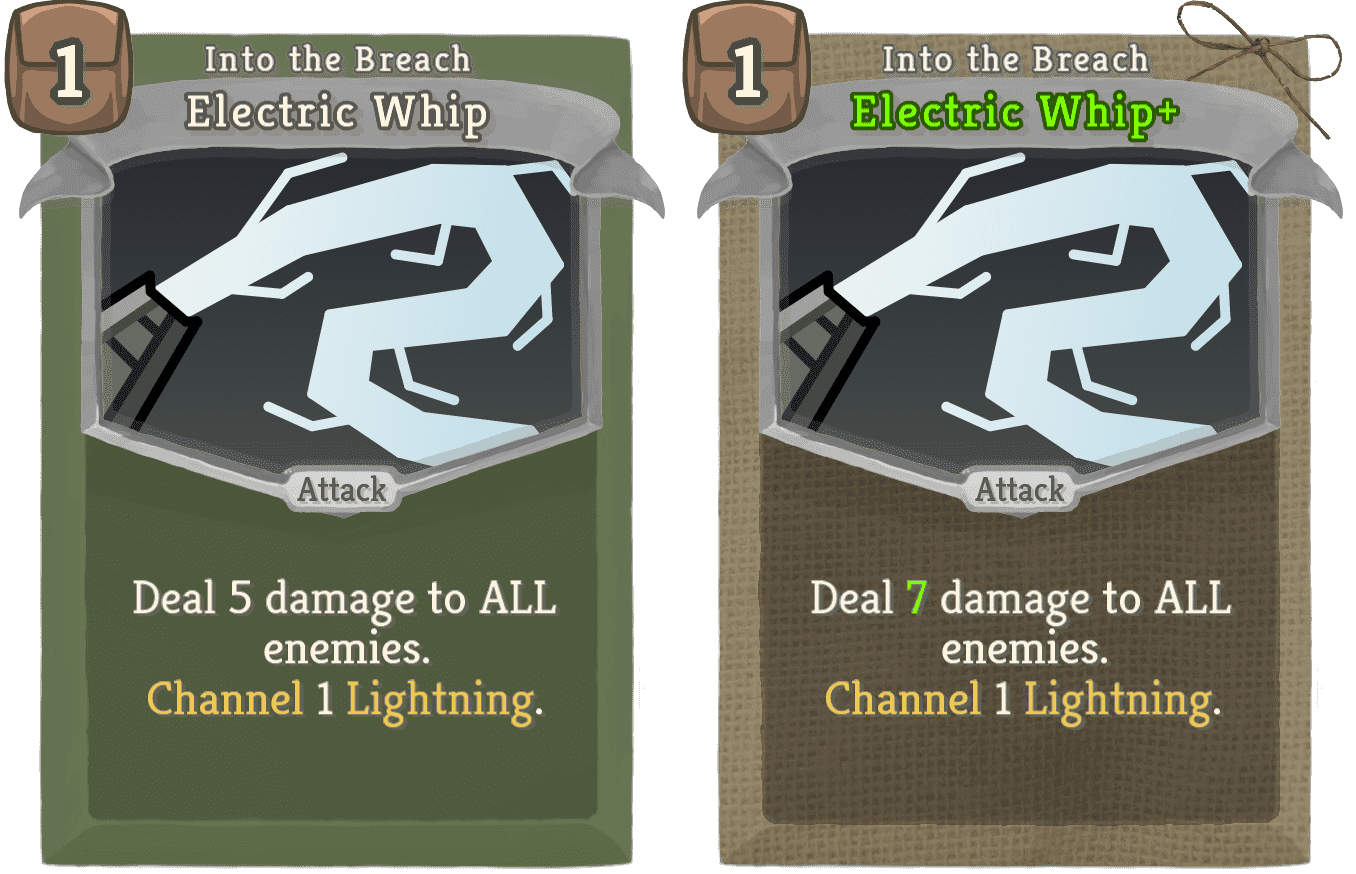 1
Into the Breach
Electric Whip
Attack
Deal 5 damage to ALL
enemies.
Channel 1 Lightning.
1
Into the Breach
Electric Whip+
Attack
Deal 7 damage to ALL
enemies.
Channel 1 Lightning.